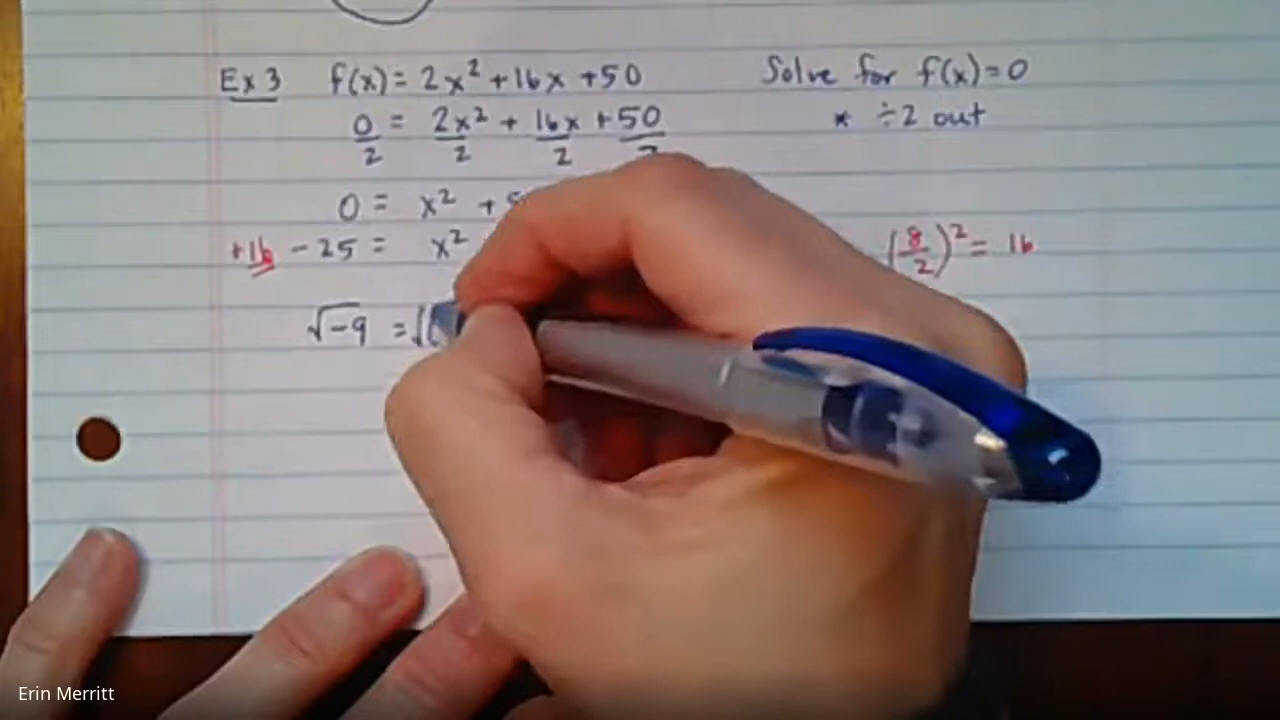 Ex 3 f(x) = 2x² + 16x + 50 Solve for f(x) = 0
0/2 = 2x²/2 + 16x/2 + 50/2 * ÷2 out
0 = x² +
+16 - 25 = x² (8/2)² = 16
√-9 = √(
Erin Merritt